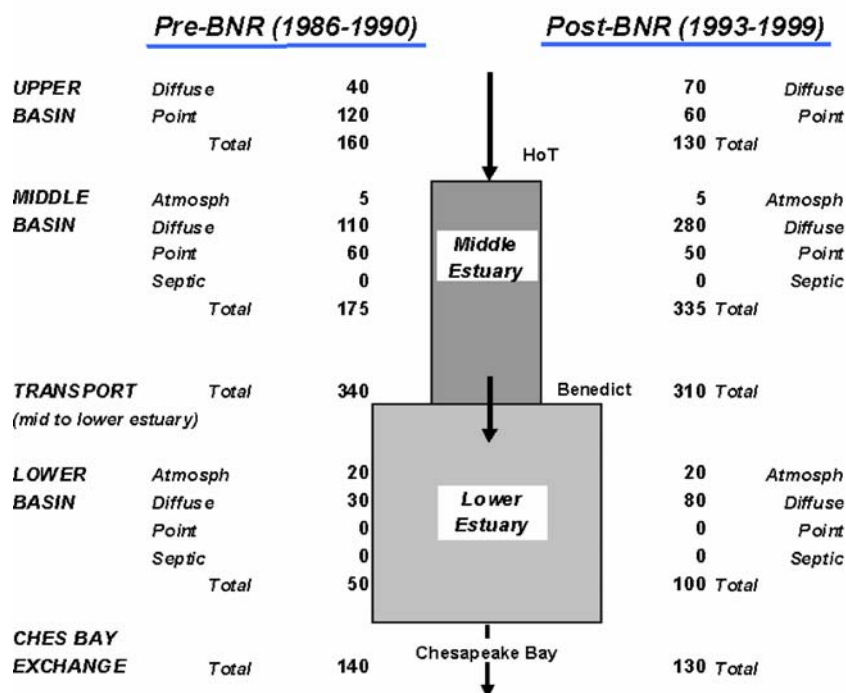 Pre-BNR (1986-1990) Post-BNR (1993-1999)
UPPER Diffuse 40 70 Diffuse
BASIN Point 120 60 Point
Total 160 130 Total
HoT
MIDDLE Atmosph 5 5 Atmosph
BASIN Diffuse 110 280 Diffuse
Middle
Point 60 50 Point
Estuary
Septic 0 0 Septic
Total 175 335 Total
TRANSPORT Total 340 Benedict 310 Total
(mid to lower estuary)
LOWER Atmosph 20 20 Atmosph
BASIN Diffuse 30 Lower 80 Diffuse
Point 0 Estuary 0 Point
Septic 0 0 Septic
Total 50 100 Total
CHES BAY
Chesapeake Bay
EXCHANGE Total 140 130 Total